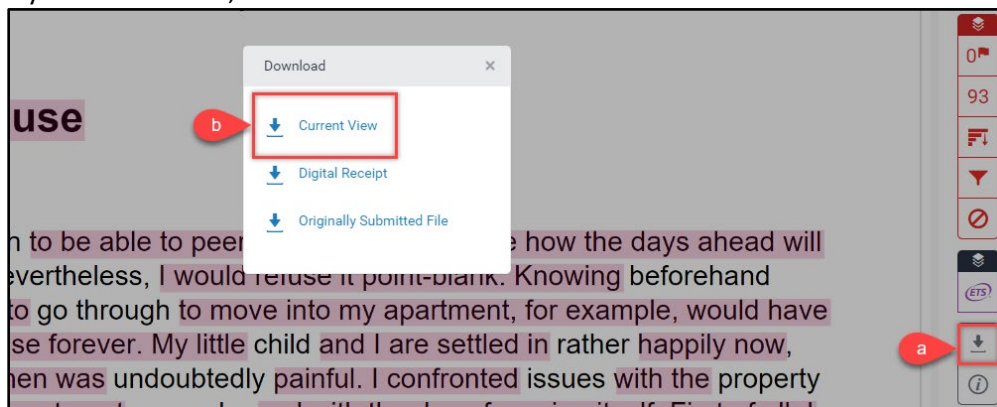 Download ×
0
use
b
Current View
93
Digital Receipt
Originally Submitted File
to be able to peer how the days ahead will
evertheless, I would refuse it point-blank. Knowing beforehand
ETS
to go through to move into my apartment, for example, would have
se forever. My little child and I are settled in rather happily now,
a
en was undoubtedly painful. I confronted issues with the property